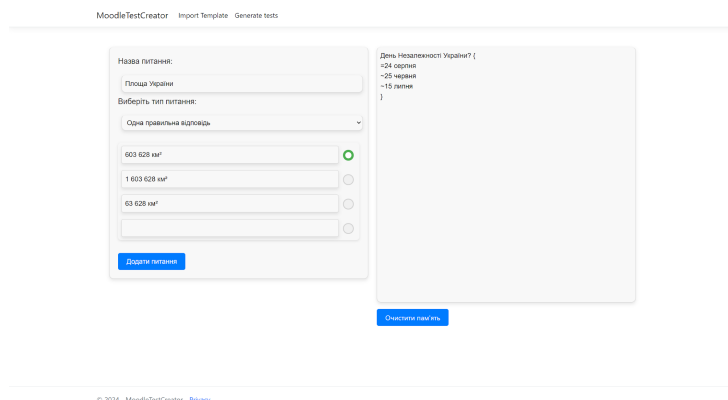 MoodleTestCreator Import Template Generate tests
Назва питання:
Площа України
Виберіть тип питання:
Одна правильна відповідь
603 628 км²
1 603 628 км²
63 628 км²
Додати питання
День Незалежності України? {
=24 серпня
~25 червня
~15 липня
}
Очистити пам'ять
© 2024 - MoodleTestCreator - Privacy